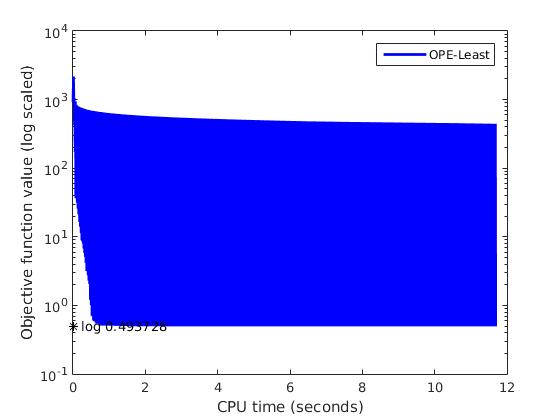 OPE-Least
Objective function value (log scaled)
10^4
10^3
10^2
10^1
10^0
10^-1
* log 0.493728
0 2 4 6 8 10 12
CPU time (seconds)